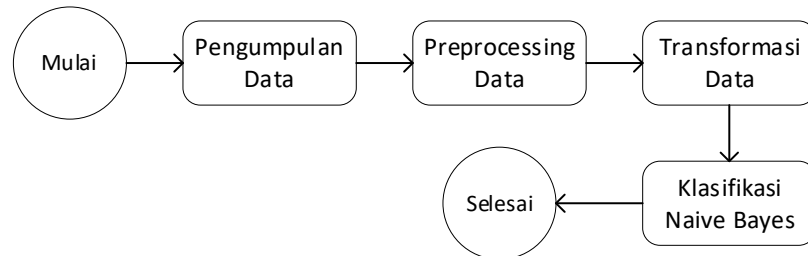 Mulai
Pengumpulan
Data
Preprocessing
Data
Transformasi
Data
Klasifikasi
Naive Bayes
Selesai